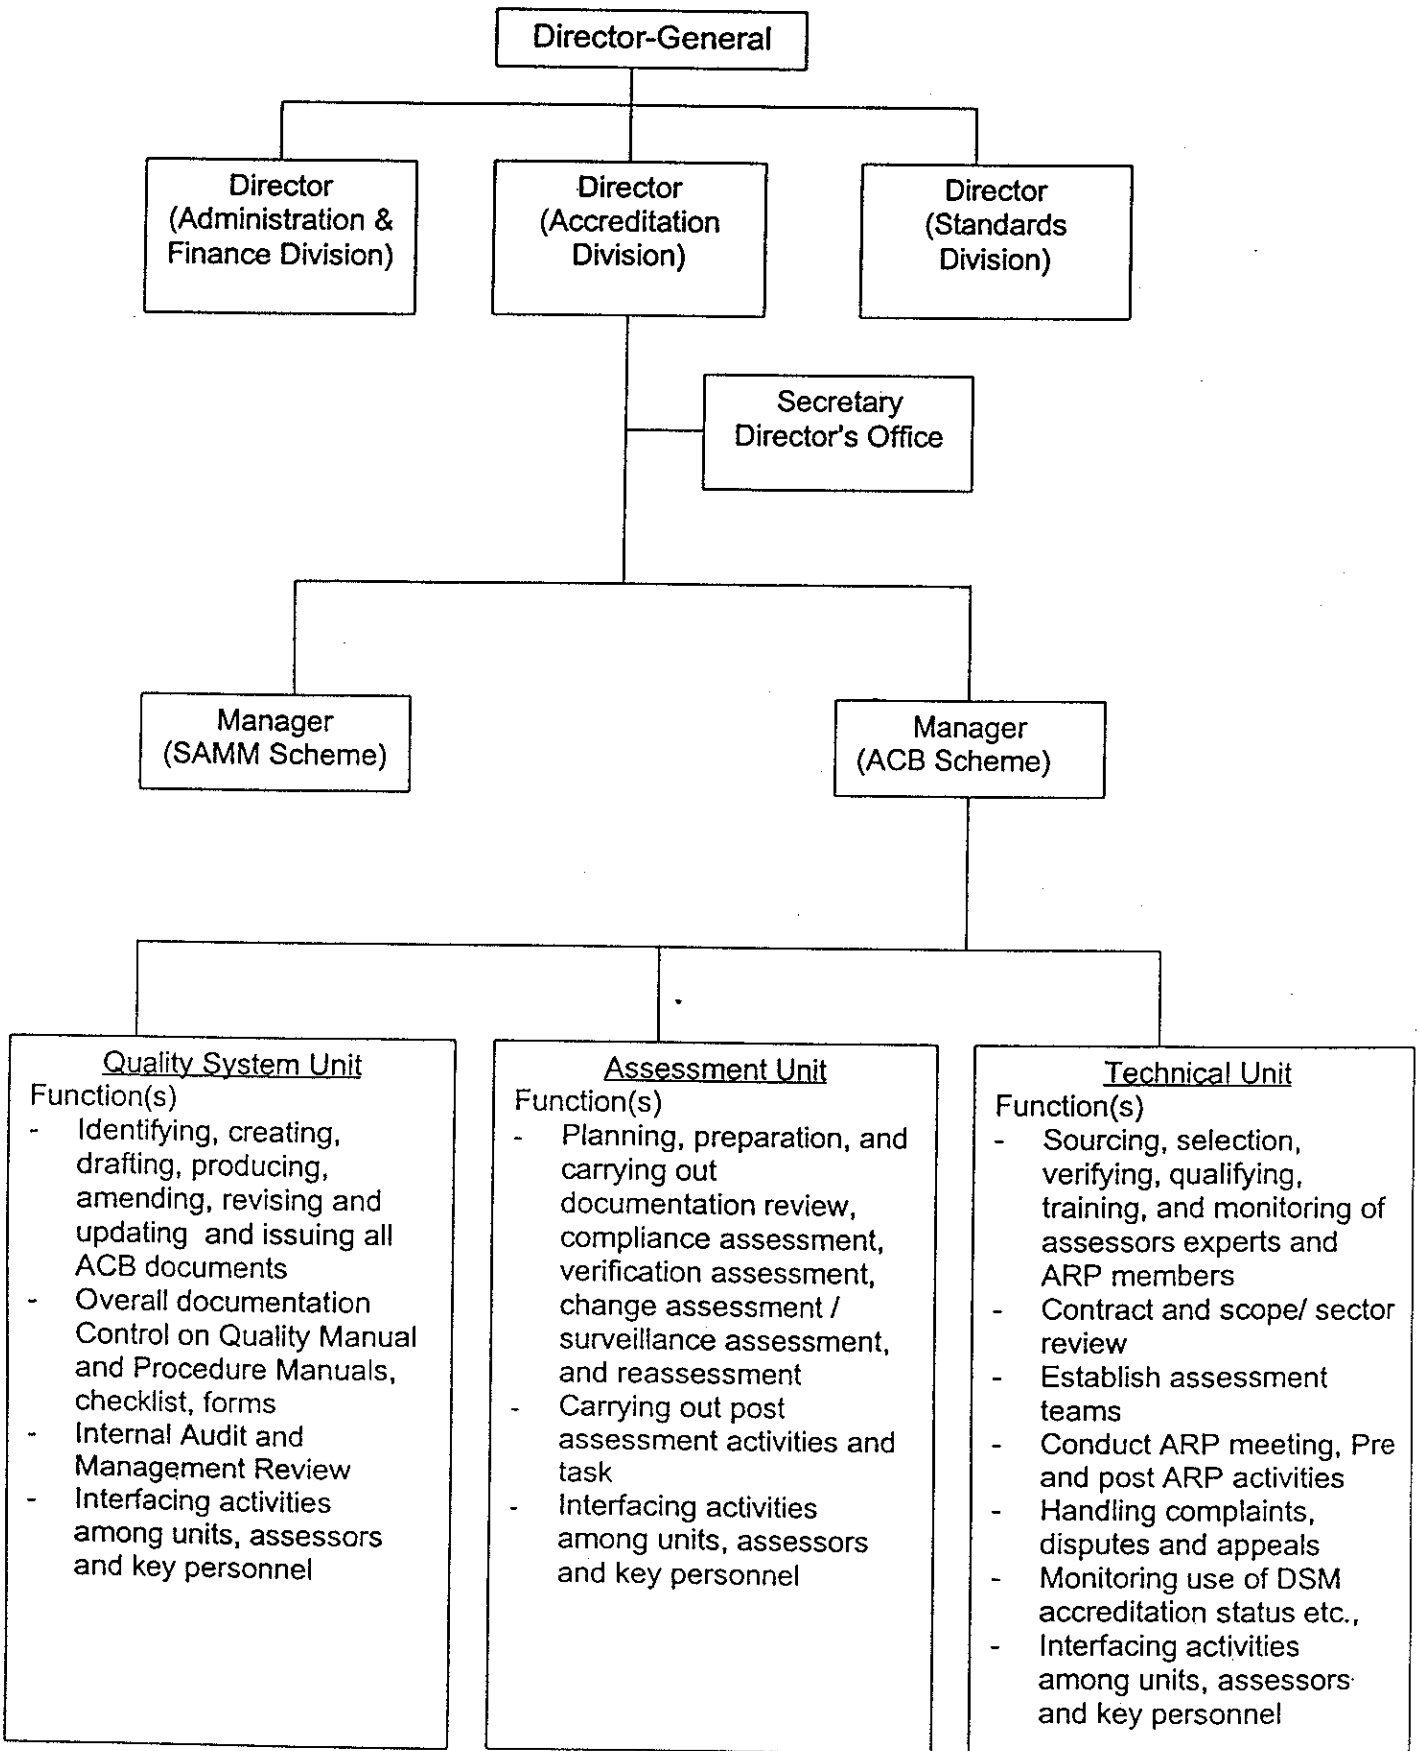 Director-General
Director
(Administration &
Finance Division)
Director
(Accreditation
Division)
Director
(Standards
Division)
Secretary
Director's Office
Manager
(SAMM Scheme)
Manager
(ACB Scheme)
Quality System Unit
Function(s)
- Identifying, creating,
drafting, producing,
amending, revising and
updating and issuing all
ACB documents
- Overall documentation
Control on Quality Manual
and Procedure Manuals,
checklist, forms
- Internal Audit and
Management Review
- Interfacing activities
among units, assessors
and key personnel
Assessment Unit
Function(s)
- Planning, preparation, and
carrying out
documentation review,
compliance assessment,
verification assessment,
change assessment /
surveillance assessment,
and reassessment
- Carrying out post
assessment activities and
task
- Interfacing activities
among units, assessors
and key personnel
Technical Unit
Function(s)
- Sourcing, selection,
verifying, qualifying,
training, and monitoring of
assessors experts and
ARP members
- Contract and scope/ sector
review
- Establish assessment
teams
- Conduct ARP meeting, Pre
and post ARP activities
- Handling complaints,
disputes and appeals
- Monitoring use of DSM
accreditation status etc.,
- Interfacing activities
among units, assessors
and key personnel